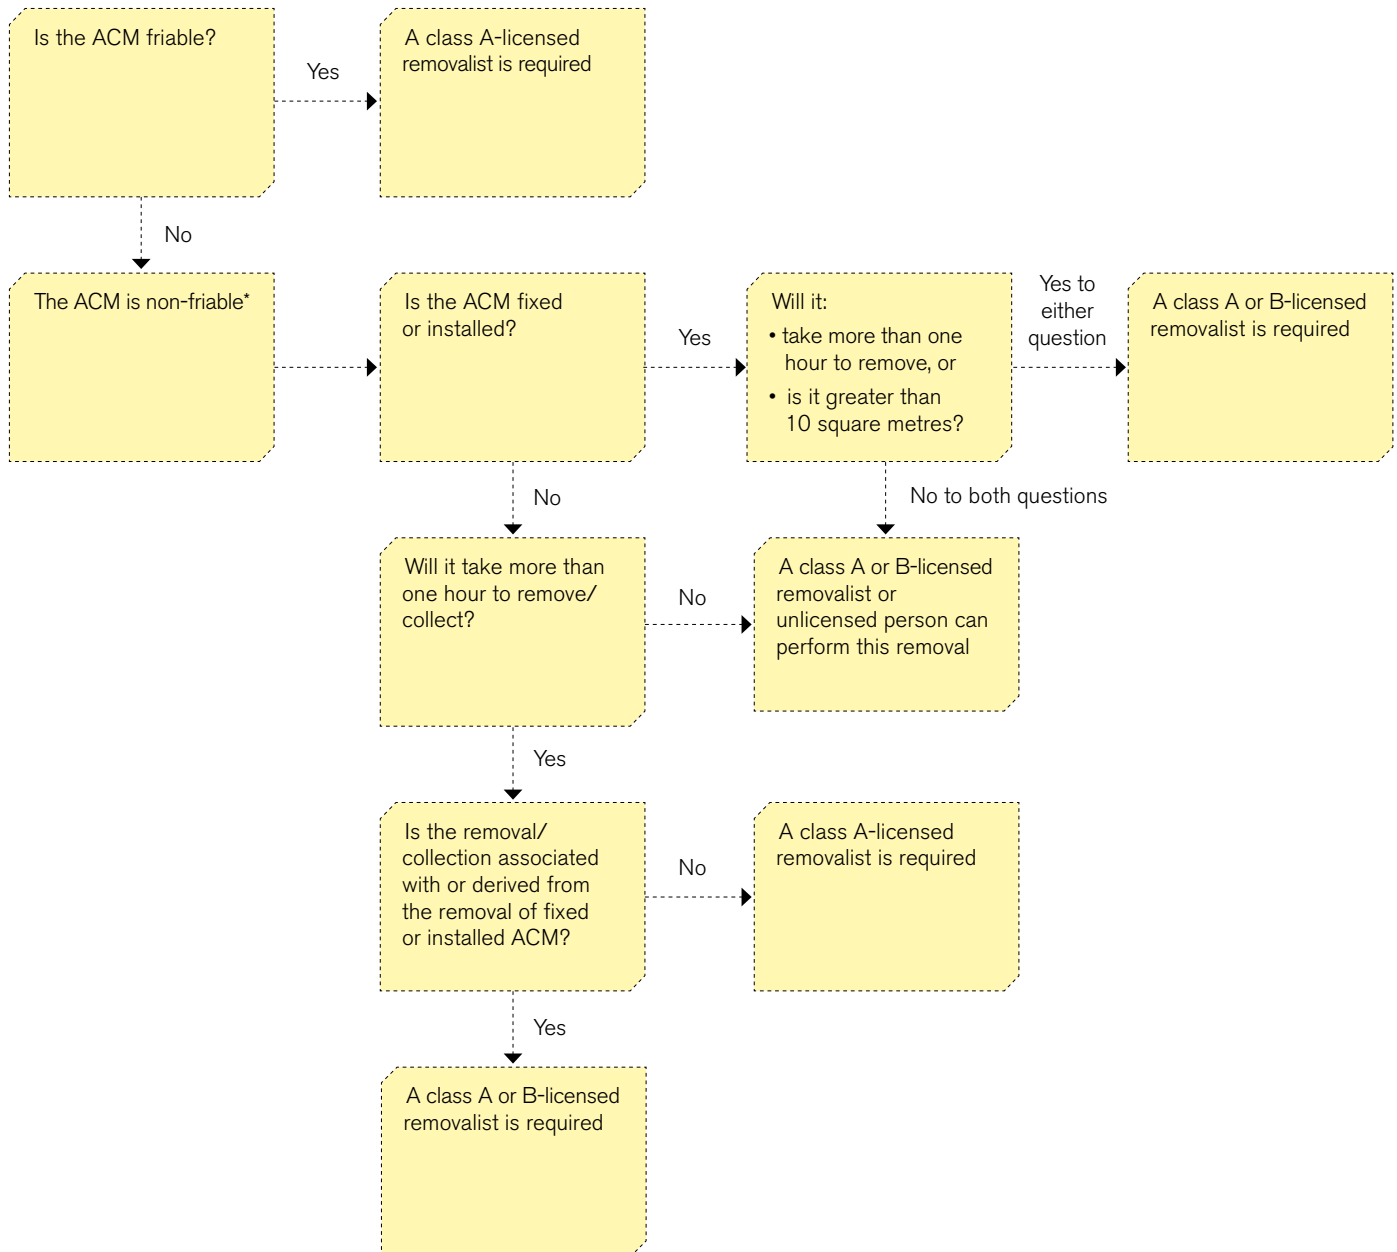 Is the ACM friable?
Yes
A class A-licensed
removalist is required
No
The ACM is non-friable*
Is the ACM fixed
or installed?
Yes
Will it:
• take more than one
hour to remove, or
• is it greater than
10 square metres?
Yes to
either
question
A class A or B-licensed
removalist is required
No
No to both questions
Will it take more than
one hour to remove/
collect?
No
A class A or B-licensed
removalist or
unlicensed person can
perform this removal
Yes
Is the removal/
collection associated
with or derived from
the removal of fixed
or installed ACM?
No
A class A-licensed
removalist is required
Yes
A class A or B-licensed
removalist is required